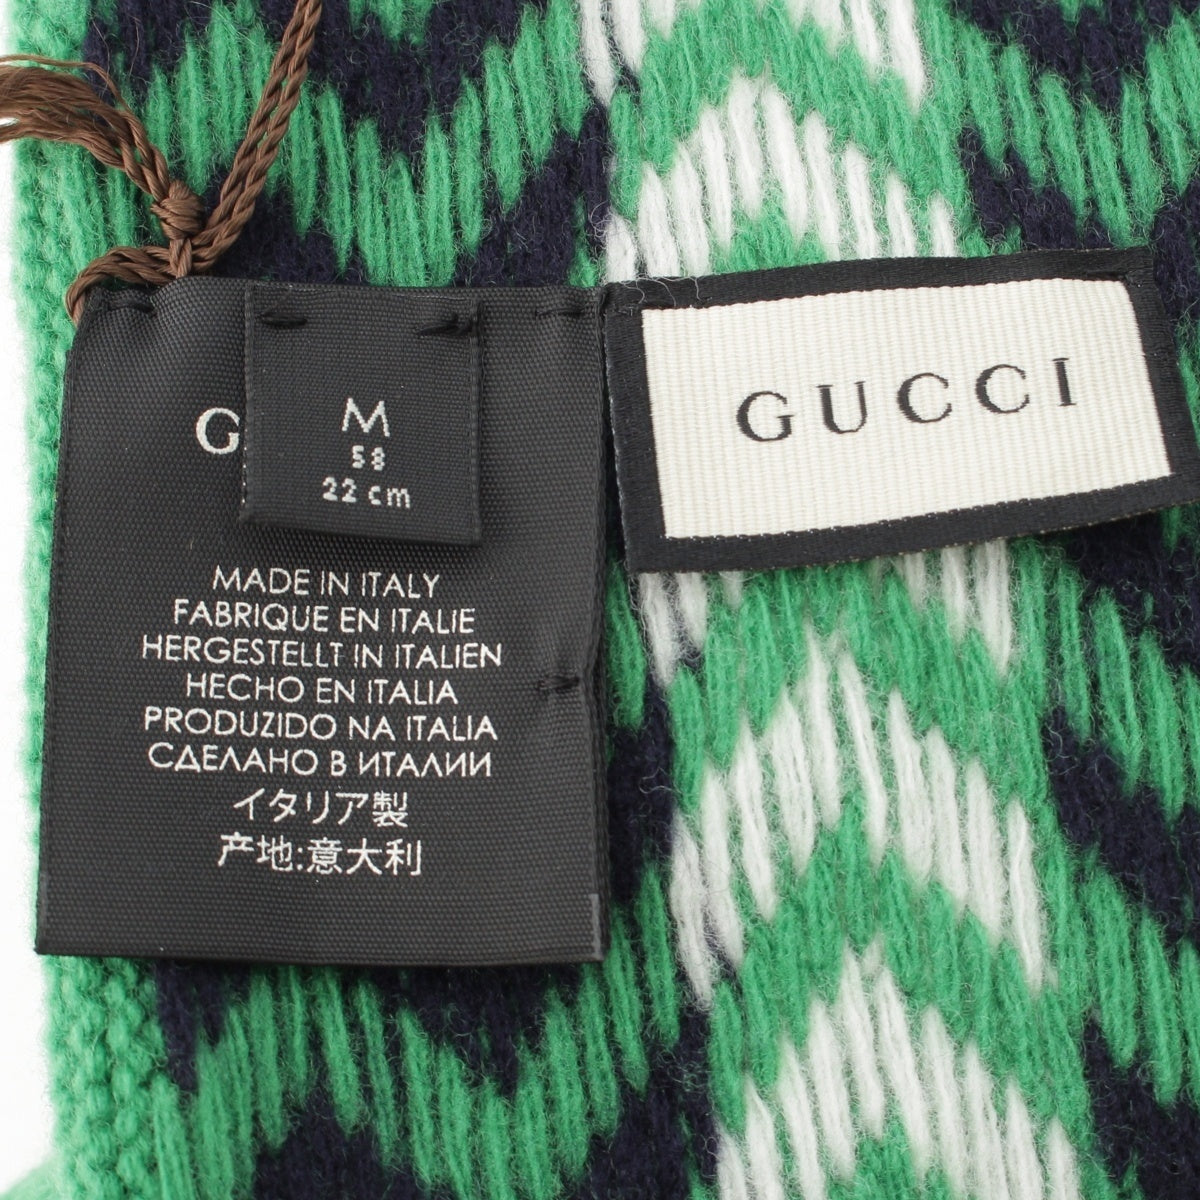 G
M
58
22 cm
MADE IN ITALY
FABRIQUE EN ITALIE
HERGESTELLT IN ITALIEN
HECHO EN ITALIA
PRODUZIDO NA ITALIA
СДЕЛАНО В ИТАЛИИ
イタリア製
产地:意大利
GUCCI